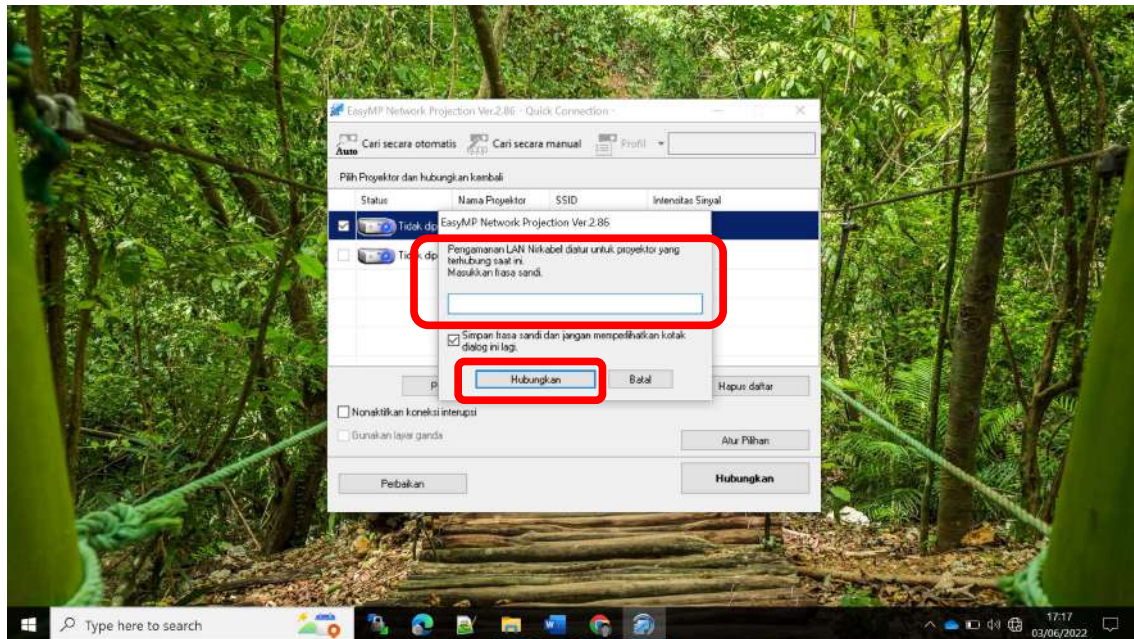 EasyMP Network Projection Ver.2.86 - Quick Connection -
Auto Cari secara otomatis Cari secara manual Profil
Pilih Proyektor dan hubungkan kembali
Status Nama Proyektor SSID Intensitas Sinyal
Tidak dip
Tidak dip
EasyMP Network Projection Ver.2.86
Pengamanan LAN Nirkabel diatur untuk proyektor yang
terhubung saat ini.
Masukkan frasa sandi.
Simpan frasa sandi dan jangan memperlihatkan kotak
dialog ini lagi.
Hubungkan Batal
P Hapus daftar
Nonaktifkan koneksi interupsi
Gunakan layar ganda
Atur Pilihan
Perbaikan Hubungkan
Type here to search
17:17
03/06/2022